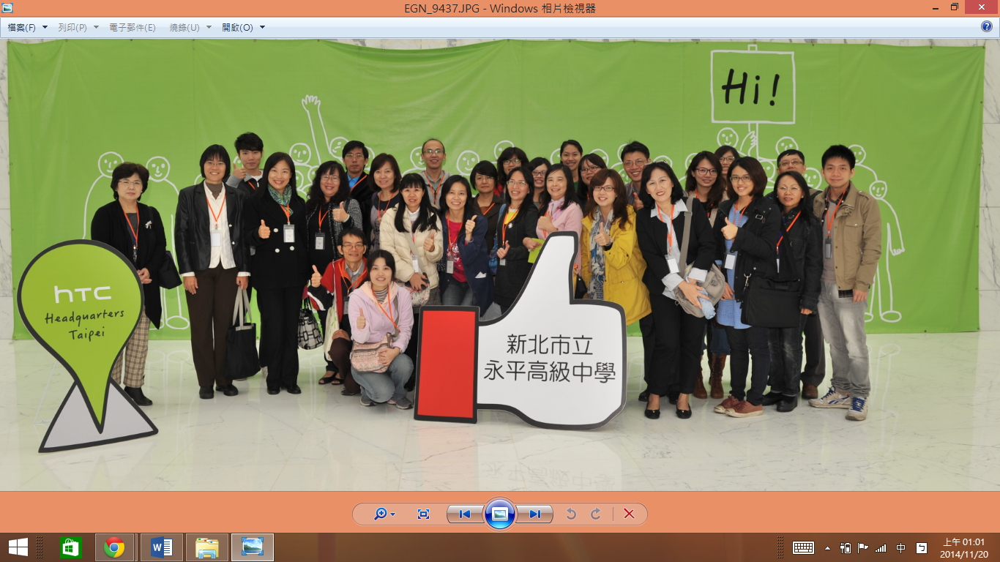 EGN_9437.JPG - Windows 相片檢視器
檔案(F) 列印(P) 電子郵件(E) 燒錄(U) 開啟(O)
Hi!
hTC
Headquarters
Taipei
新北市立
永平高級中學
中
ㄅ
上午 01:01
2014/11/20